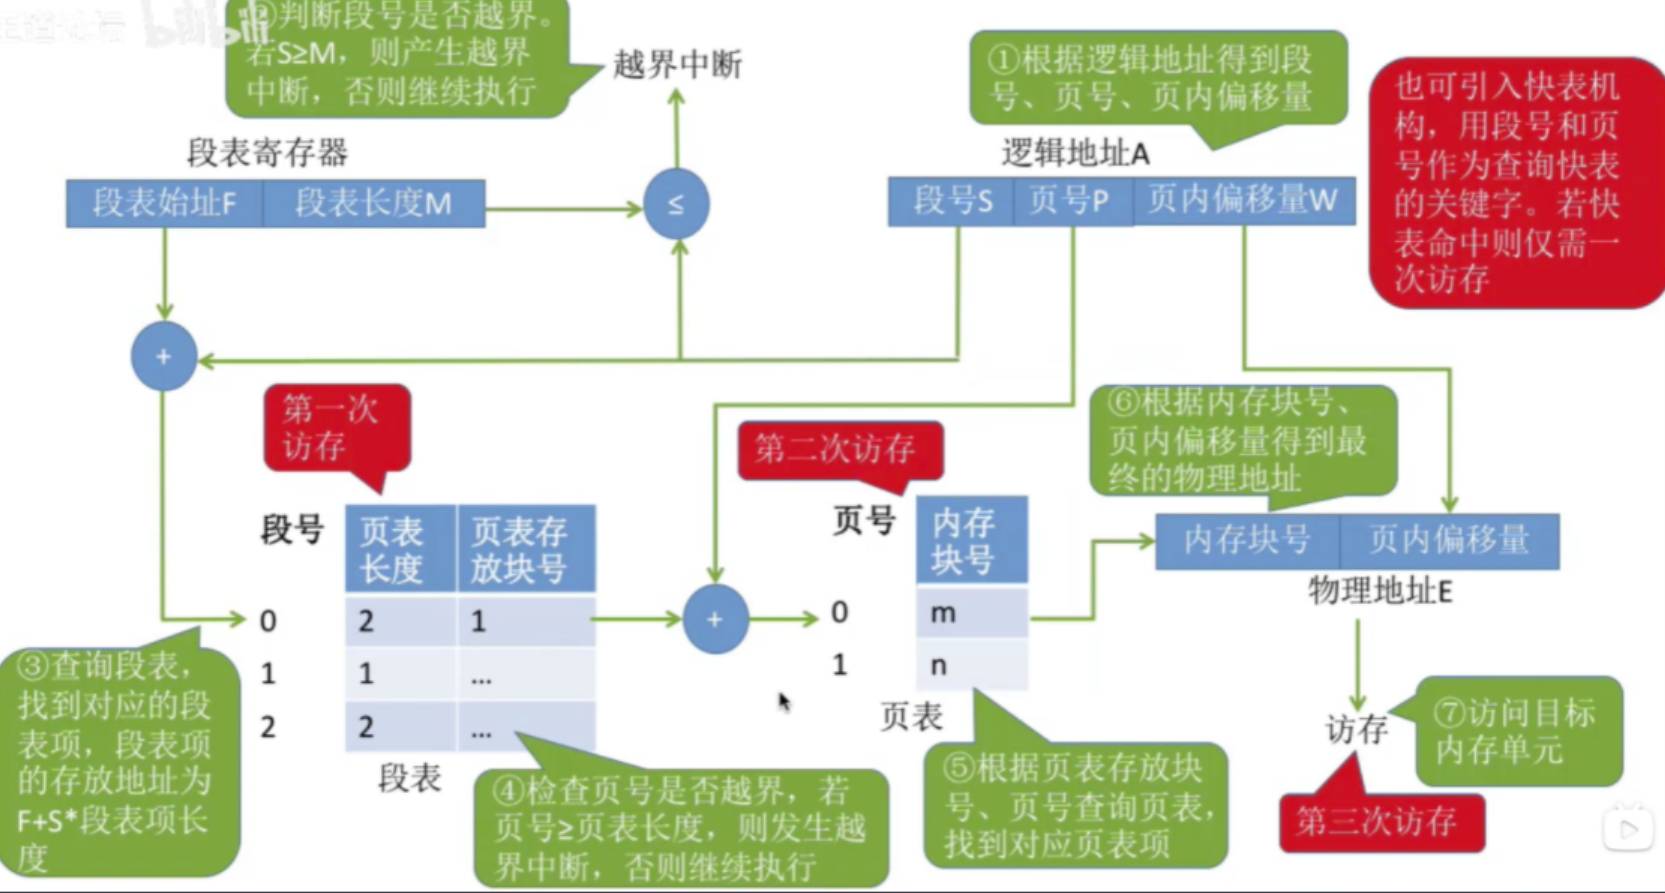 bilibili
②判断段号是否越界。
若S≥M，则产生越界
中断，否则继续执行
越界中断
①根据逻辑地址得到段
号、页号、页内偏移量
也可引入快表机
构，用段号和页
号作为查询快表
的关键字。若快
表命中则仅需一
次访存
段表寄存器
段表始址F 段表长度M
≤
逻辑地址A
段号S 页号P 页内偏移量W
+
第一次
访存
第二次访存
⑥根据内存块号、
页内偏移量得到最
终的物理地址
段号 页表长度 页表存放块号
0 2 1
1 1 ...
2 2 ...
段表
+
页号 内存块号
0 m
1 n
页表
内存块号 页内偏移量
物理地址E
③查询段表，
找到对应的段
表项，段表项
的存放地址为
F+S*段表项长
度
④检查页号是否越界，若
页号≥页表长度，则发生越
界中断，否则继续执行
⑤根据页表存放块
号、页号查询页表，
找到对应页表项
访存
⑦访问目标
内存单元
第三次访存